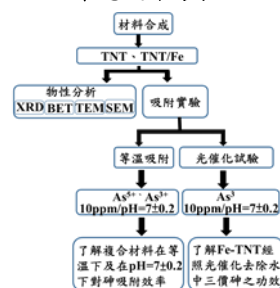 材料合成
TNT、TNT/Fe
物性分析
XRD BET TEM SEM
吸附實驗
等溫吸附
光催化試驗
As5+、As3+
10ppm/pH=7±0.2
As3
10ppm/pH=7±0.2
了解複合材料在等
溫下及在pH=7±0.2
下對砷吸附效率
了解Fe-TNT經
照光催化去除水
中三價砷之功效